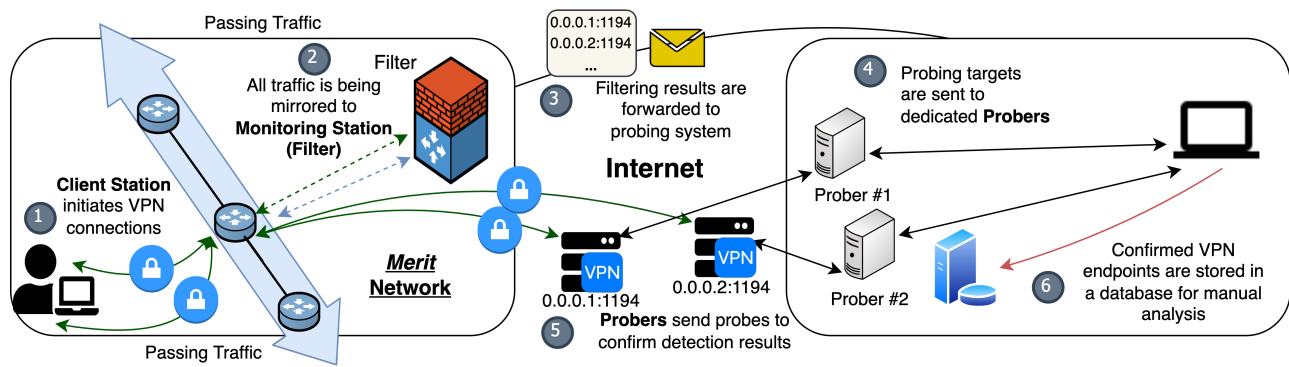 Passing Traffic
1
Client Station
initiates VPN
connections
2
All traffic is being
mirrored to
Monitoring Station
(Filter)
Filter
Merit
Network
Passing Traffic
0.0.0.1:1194
0.0.0.2:1194
...
3
Filtering results are
forwarded to
probing system
Internet
VPN
0.0.0.1:1194
VPN
0.0.0.2:1194
5
Probers send probes to
confirm detection results
4
Probing targets
are sent to
dedicated Probers
Prober #1
Prober #2
6
Confirmed VPN
endpoints are stored in
a database for manual
analysis